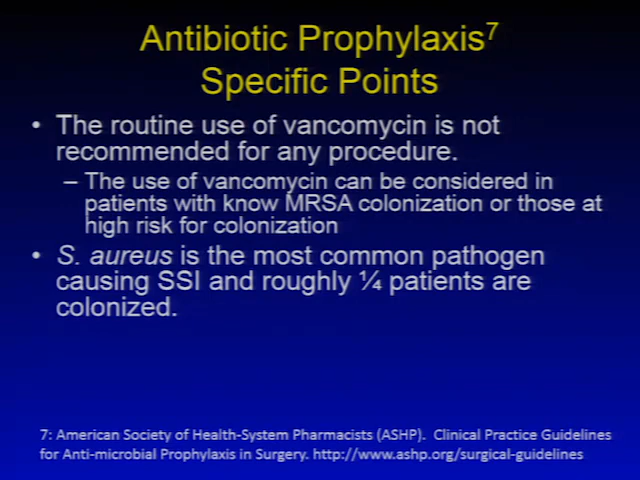 Antibiotic Prophylaxis⁷
Specific Points
• The routine use of vancomycin is not
recommended for any procedure.
– The use of vancomycin can be considered in
patients with know MRSA colonization or those at
high risk for colonization
• S. aureus is the most common pathogen
causing SSI and roughly ¼ patients are
colonized.
7: American Society of Health-System Pharmacists (ASHP).  Clinical Practice Guidelines
for Anti-microbial Prophylaxis in Surgery. http://www.ashp.org/surgical-guidelines